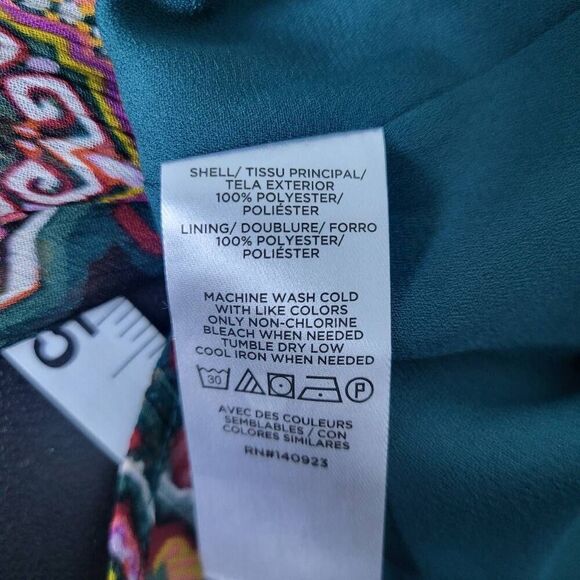 SHELL/ TISSU PRINCIPAL/
TELA EXTERIOR
100% POLYESTER/
POLIÉSTER
LINING/ DOUBLURE/ FORRO
100% POLYESTER/
POLIÉSTER
MACHINE WASH COLD
WITH LIKE COLORS
ONLY NON-CHLORINE
BLEACH WHEN NEEDED
TUMBLE DRY LOW
COOL IRON WHEN NEEDED
30 P
AVEC DES COULEURS
SEMBLABLES / CON
COLORES SIMILARES
RN#140923
5